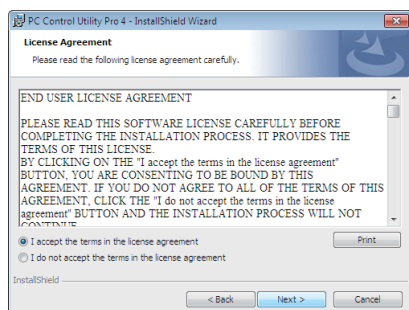 PC Control Utility Pro 4 - InstallShield Wizard
License Agreement
Please read the following license agreement carefully.
END USER LICENSE AGREEMENT
PLEASE READ THIS SOFTWARE LICENSE CAREFULLY BEFORE
COMPLETING THE INSTALLATION PROCESS. IT PROVIDES THE
TERMS OF THIS LICENSE.
BY CLICKING ON THE "I accept the terms in the license agreement"
BUTTON, YOU ARE CONSENTING TO BE BOUND BY THIS
AGREEMENT. IF YOU DO NOT AGREE TO ALL OF THE TERMS OF THIS
AGREEMENT, CLICK THE "I do not accept the terms in the license
agreement" BUTTON AND THE INSTALLATION PROCESS WILL NOT
CONTINUE.
I accept the terms in the license agreement
Print
I do not accept the terms in the license agreement
InstallShield
< Back
Next >
Cancel